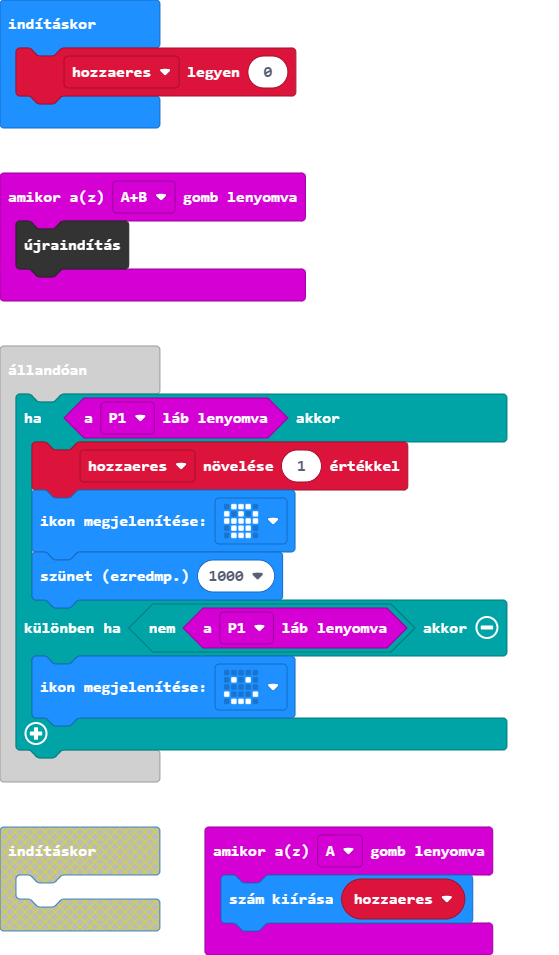 indításkor
hozzaeres legyen 0
amikor a(z) A+B gomb lenyomva
újraindítás
állandóan
ha a P1 láb lenyomva akkor
hozzaeres növelése 1 értékkel
ikon megjelenítése:
szünet (ezredmp.) 1000
különben ha nem a P1 láb lenyomva akkor
ikon megjelenítése:
indításkor
amikor a(z) A gomb lenyomva
szám kiírása hozzaeres